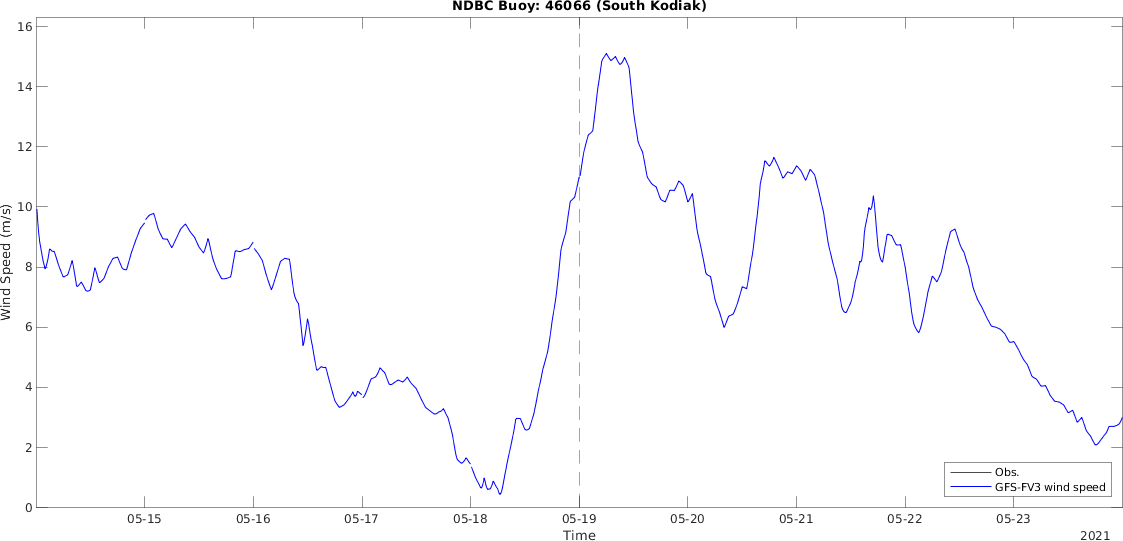 NDBC Buoy: 46066 (South Kodiak)
16
14
12
10
8
6
4
2
0
Wind Speed (m/s)
05-15 05-16 05-17 05-18 05-19 05-20 05-21 05-22 05-23
Time
2021
Obs.
GFS-FV3 wind speed